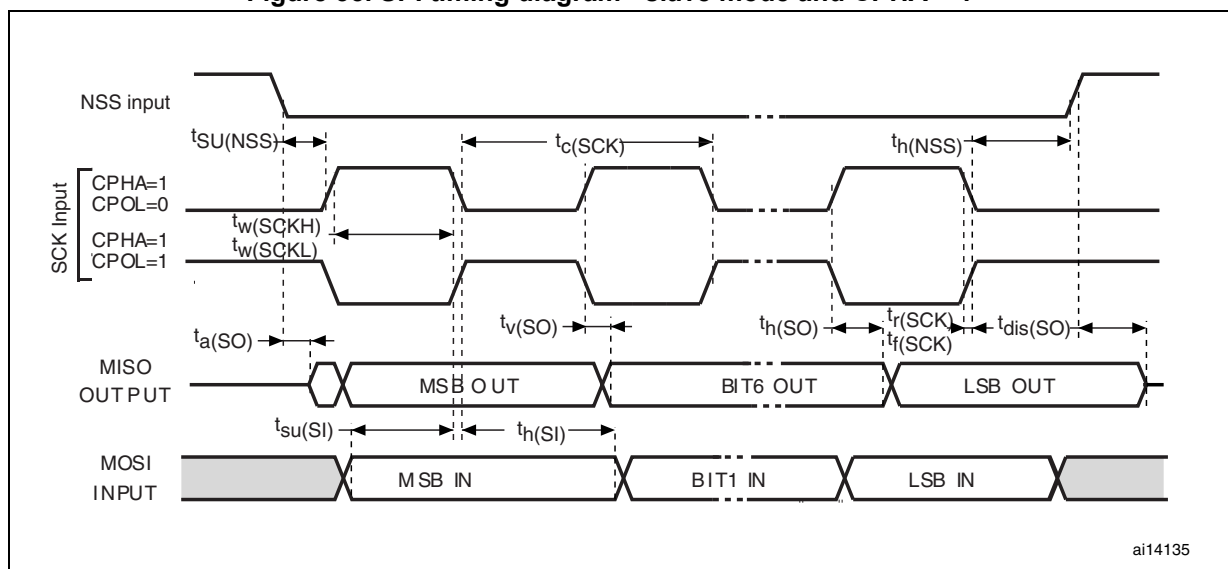 NSS input
tSU(NSS)
tc(SCK)
th(NSS)
SCK Input
CPHA=1
CPOL=0
tw(SCKH)
CPHA=1
tw(SCKL)
CPOL=1
ta(SO)
tv(SO)
th(SO)
tr(SCK)
tf(SCK)
tdis(SO)
MISO
OUTPUT
MSB OUT
BIT6 OUT
LSB OUT
tsu(SI)
th(SI)
MOSI
INPUT
MSB IN
BIT1 IN
LSB IN
ai14135